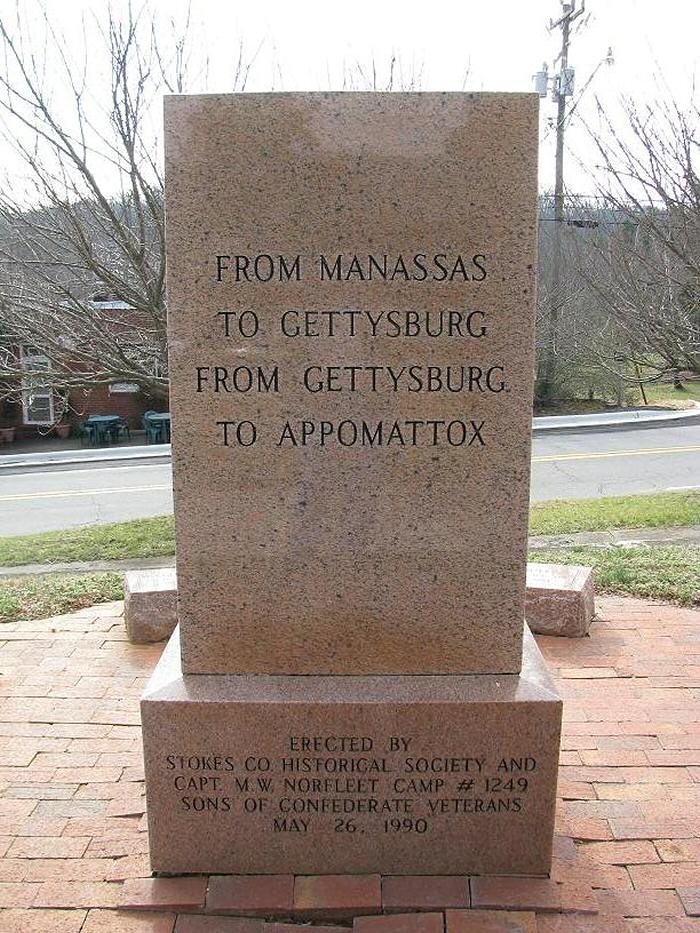 FROM MANASSAS
TO GETTYSBURG
FROM GETTYSBURG
TO APPOMATTOX
ERECTED BY
STOKES CO. HISTORICAL SOCIETY AND
CAPT. M.W. NORFLEET CAMP # 1249
SONS OF CONFEDERATE VETERANS
MAY 26, 1990